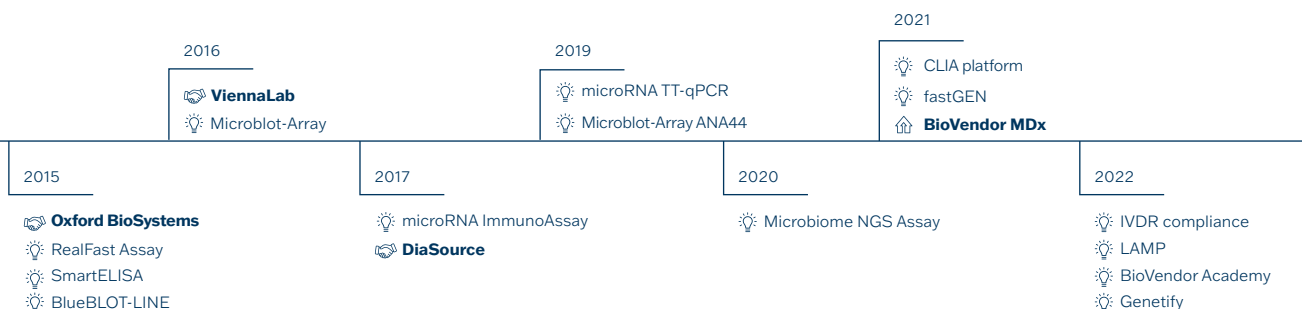 2015
Oxford BioSystems
RealFast Assay
SmartELISA
BlueBLOT-LINE
2016
ViennaLab
Microblot-Array
2017
microRNA ImmunoAssay
DiaSource
2019
microRNA TT-qPCR
Microblot-Array ANA44
2020
Microbiome NGS Assay
2021
CLIA platform
fastGEN
BioVendor MDx
2022
IVDR compliance
LAMP
BioVendor Academy
Genetify